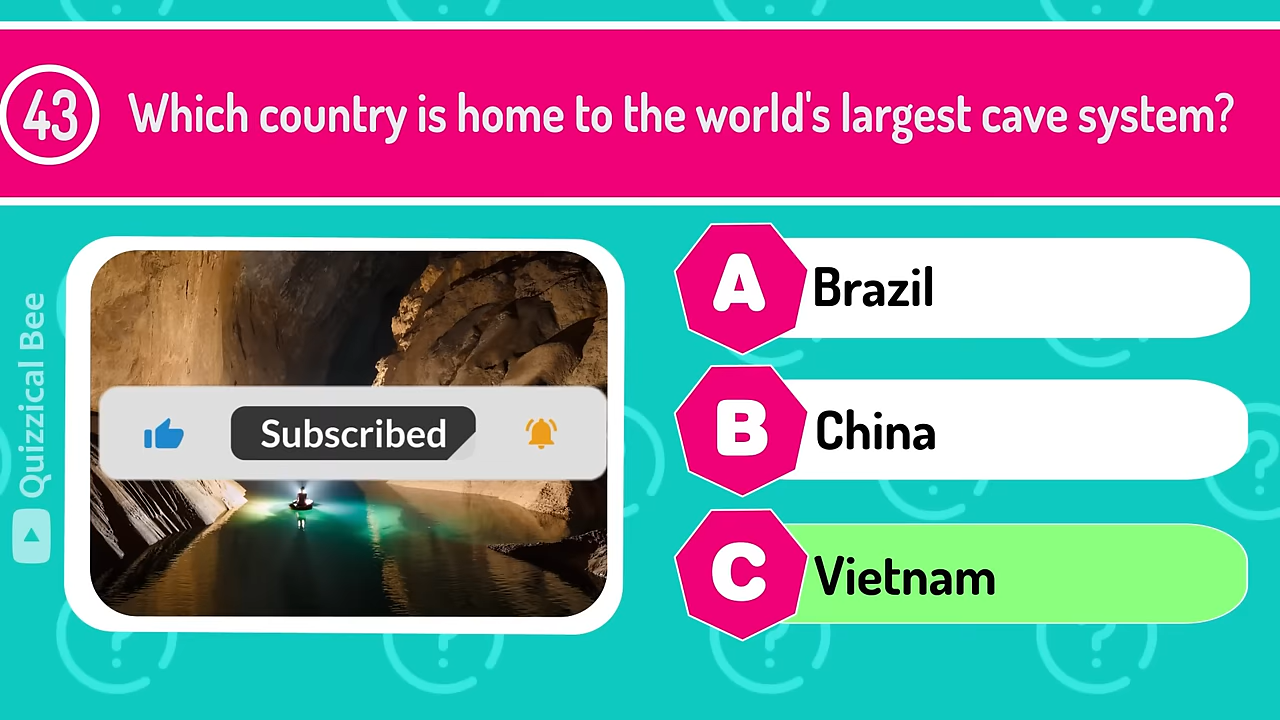 43 Which country is home to the world's largest cave system?
Quizzical Bee
Subscribed
A Brazil
B China
C Vietnam